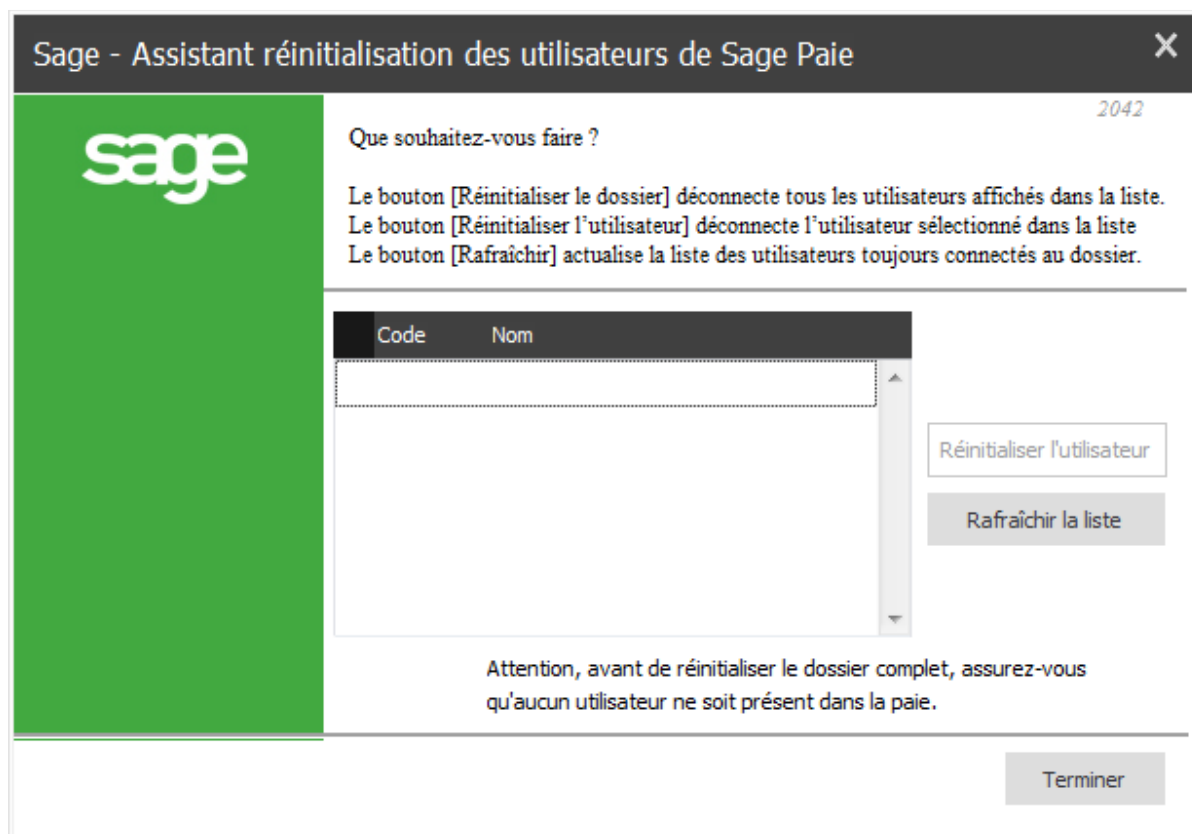 Sage - Assistant réinitialisation des utilisateurs de Sage Paie
sage
2042
Que souhaitez-vous faire ?
Le bouton [Réinitialiser le dossier] déconnecte tous les utilisateurs affichés dans la liste.
Le bouton [Réinitialiser l’utilisateur] déconnecte l’utilisateur sélectionné dans la liste
Le bouton [Rafraîchir] actualise la liste des utilisateurs toujours connectés au dossier.
Code Nom
Réinitialiser l'utilisateur
Rafraîchir la liste
Attention, avant de réinitialiser le dossier complet, assurez-vous
qu'aucun utilisateur ne soit présent dans la paie.
Terminer